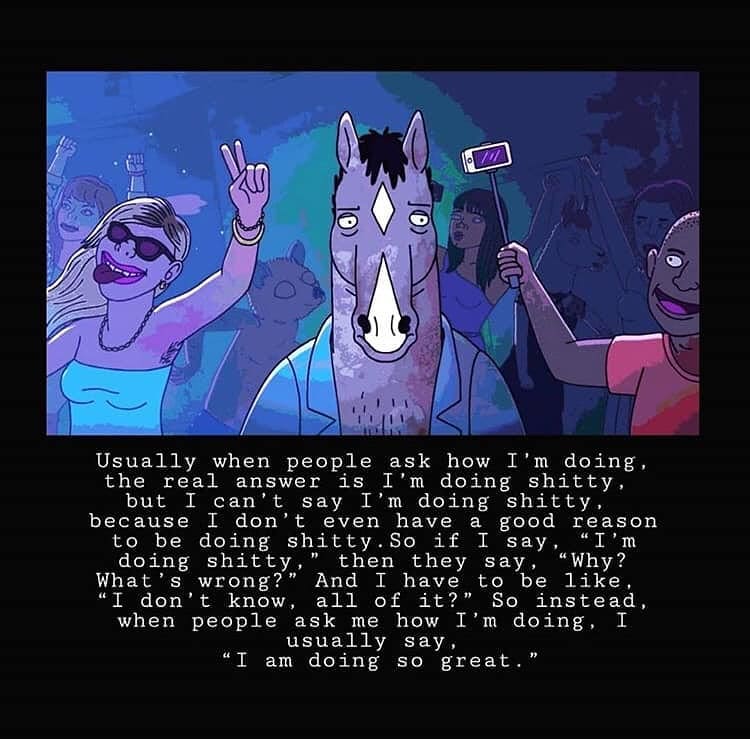 Usually when people ask how I'm doing,
the real answer is I'm doing shitty,
but I can't say I'm doing shitty,
because I don't even have a good reason
to be doing shitty.So if I say, “I'm
doing shitty,” then they say, “Why?
What's wrong?” And I have to be like,
“I don't know, all of it?” So instead,
when people ask me how I'm doing, I
usually say,
“I am doing so great.”